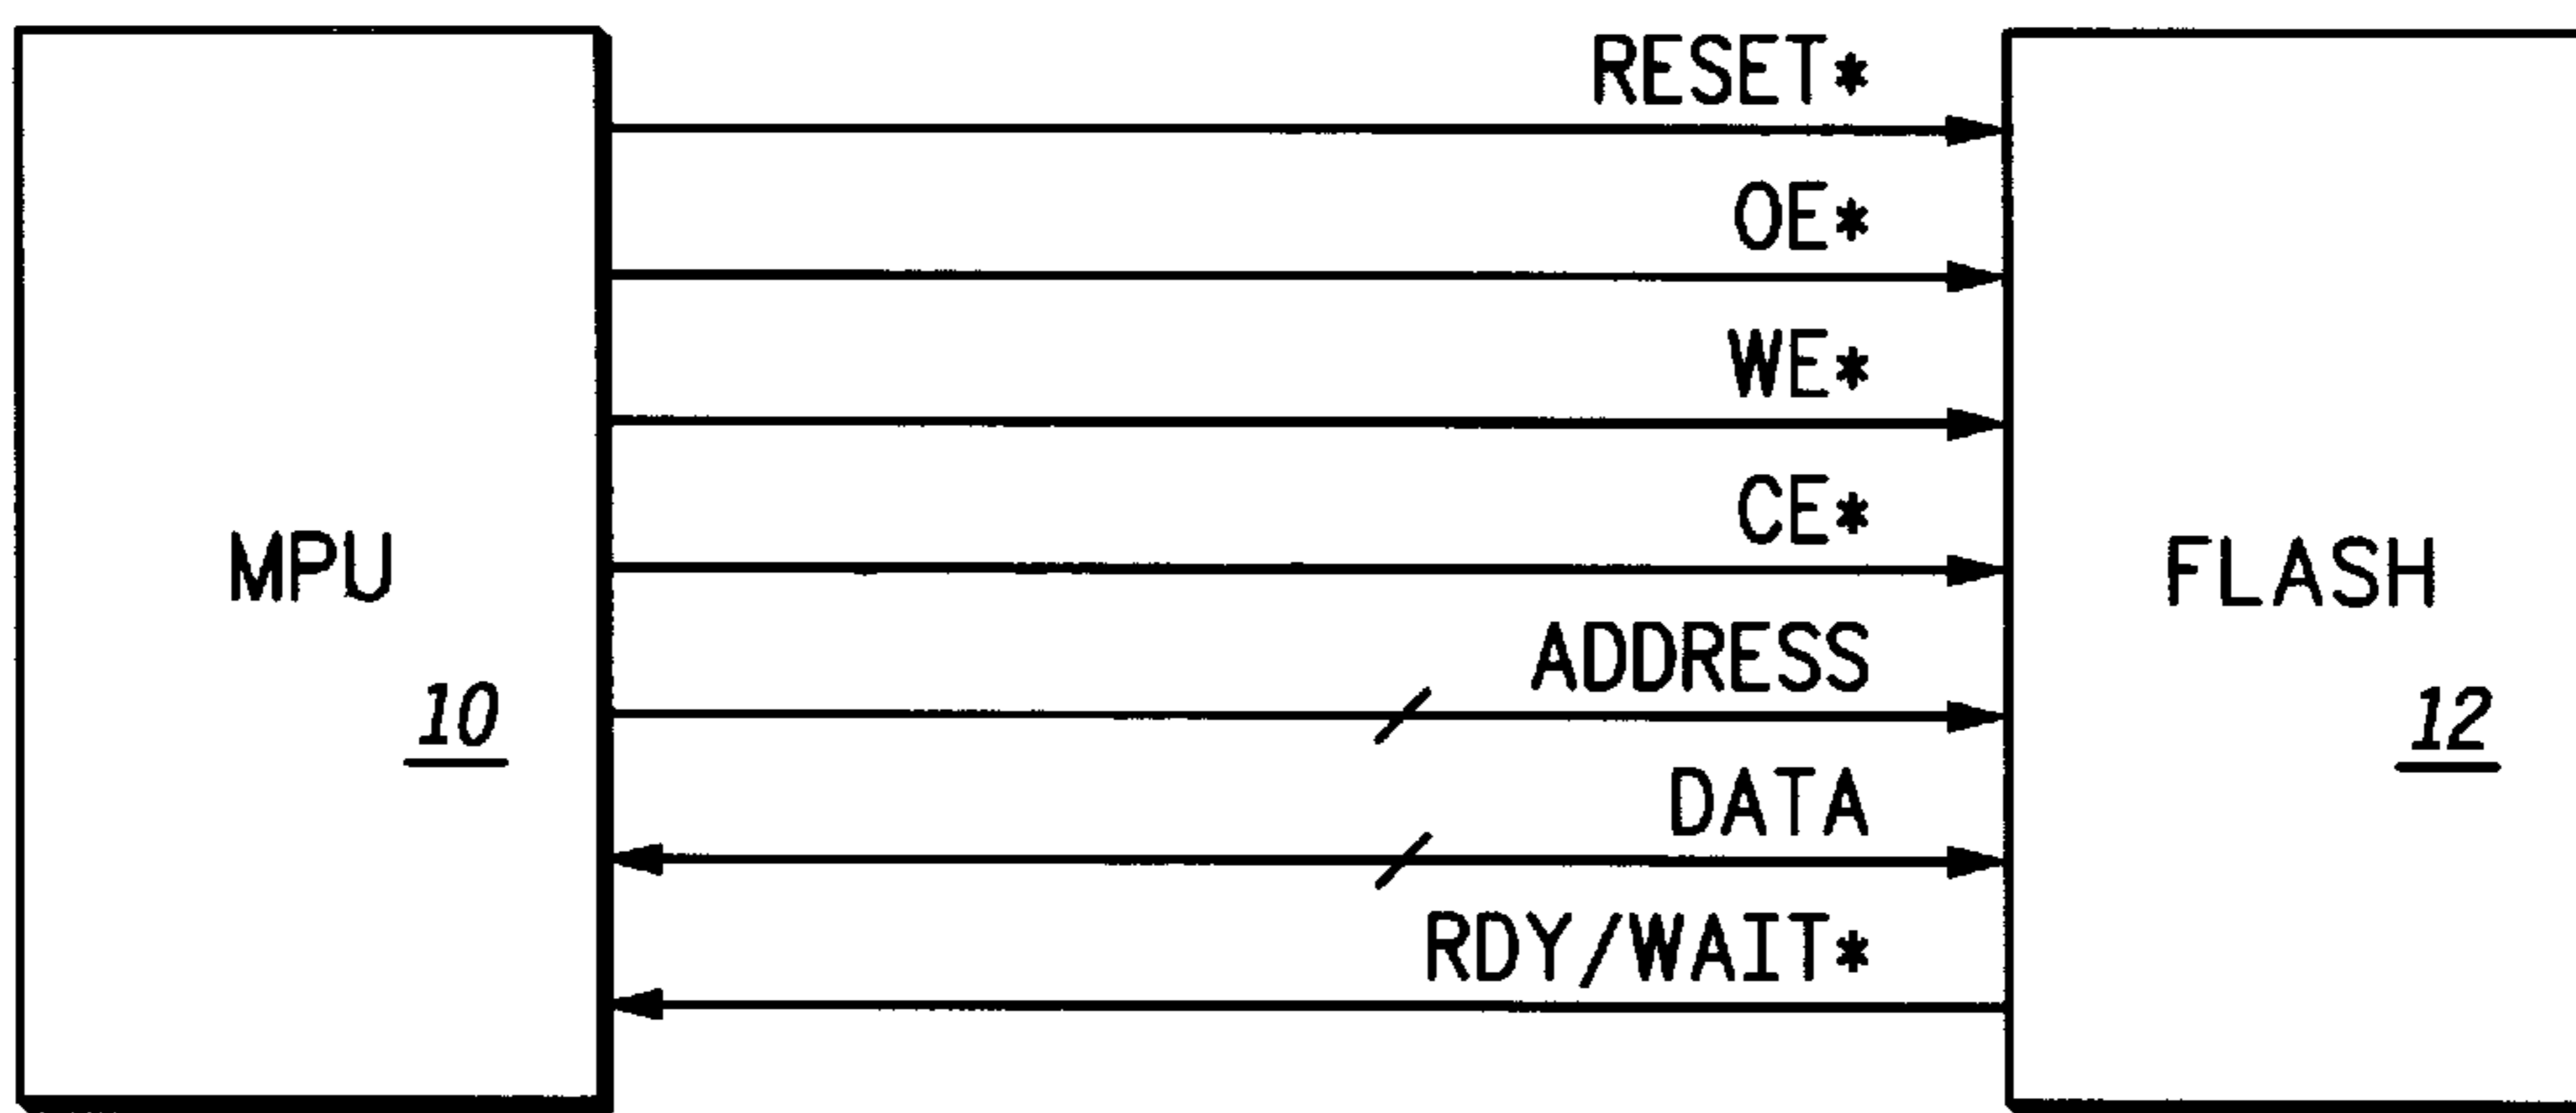 RESET*
OE*
WE*
CE*
MPU
FLASH
ADDRESS
10
12
DATA
RDY/WAIT*